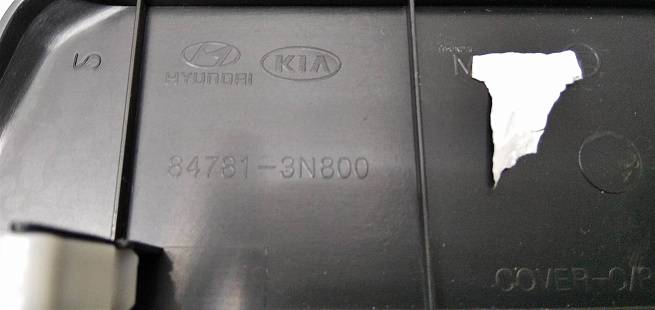 S
HYUNDAI
KIA
84781-3N800
N
COVER-C/P